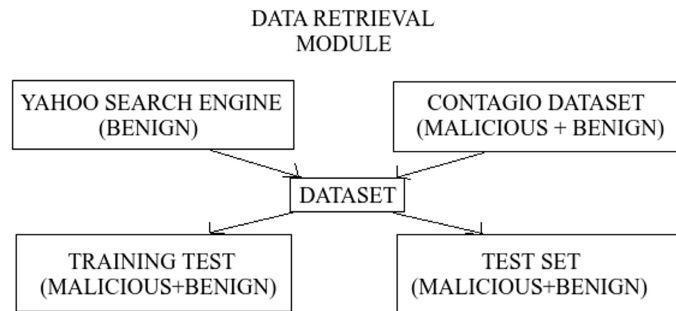 DATA RETRIEVAL
MODULE
YAHOO SEARCH ENGINE
(BENIGN)
CONTAGIO DATASET
(MALICIOUS + BENIGN)
DATASET
TRAINING TEST
(MALICIOUS+BENIGN)
TEST SET
(MALICIOUS+BENIGN)